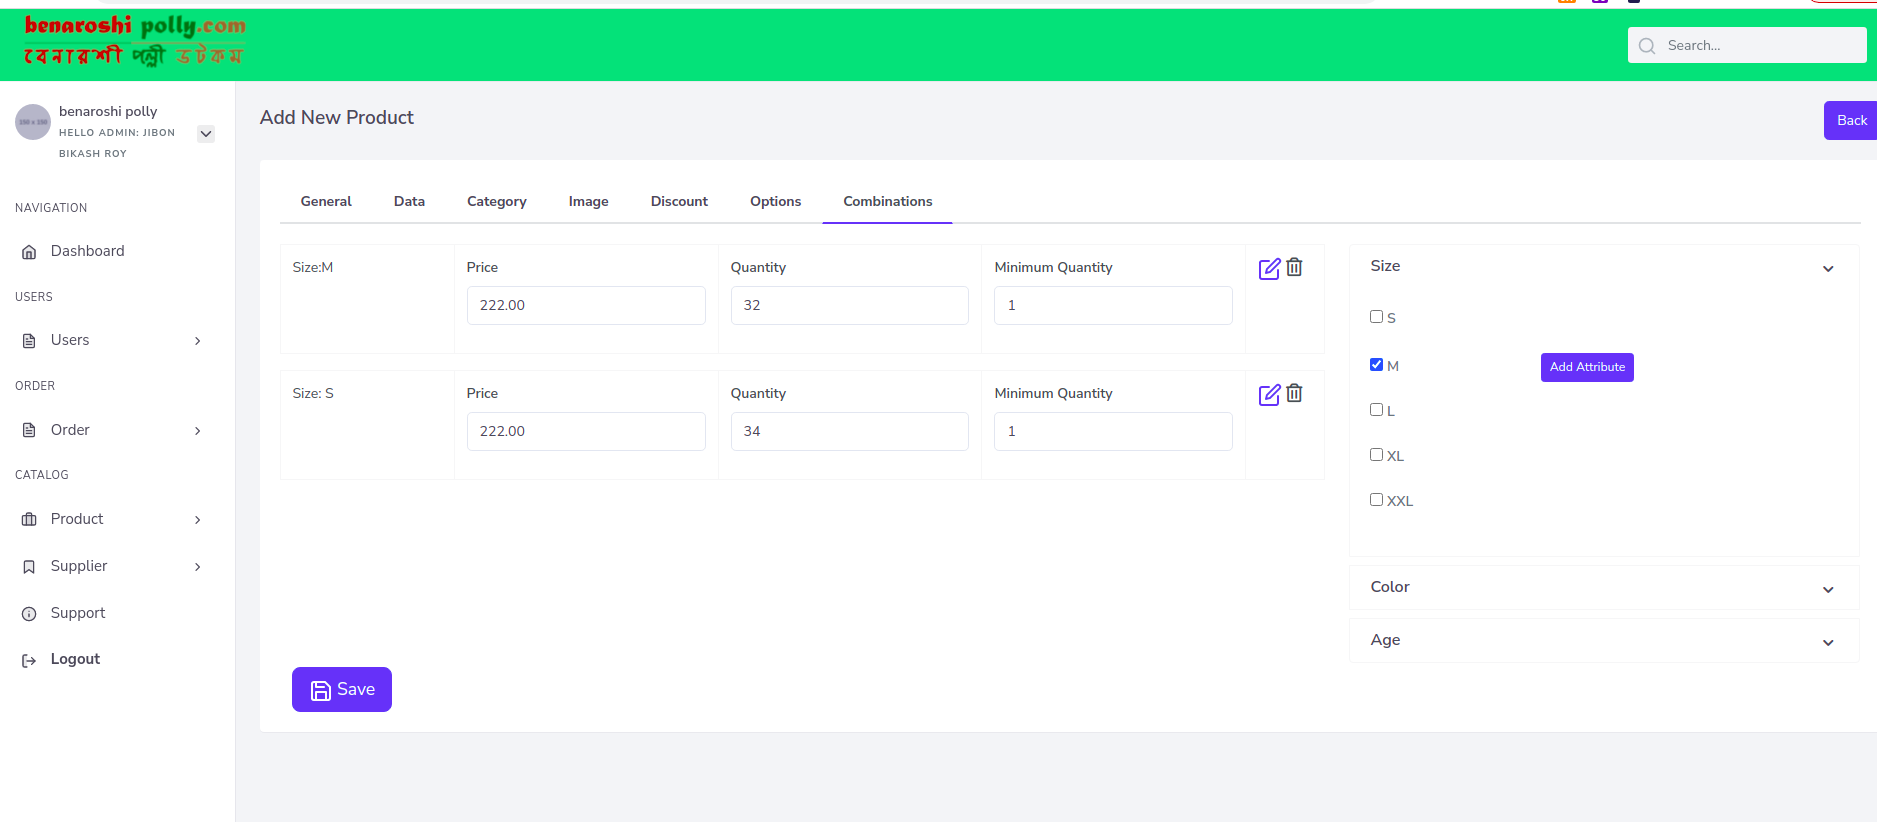 benaroshi polly.com
বেনারশী পল্লী ডটকম
Search...
benaroshi polly
HELLO ADMIN: JIBON
BIKASH ROY
NAVIGATION
Dashboard
USERS
Users
ORDER
Order
CATALOG
Product
Supplier
Support
Logout
Add New Product
Back
General Data Category Image Discount Options Combinations
Size:M
Price
222.00
Quantity
32
Minimum Quantity
1
Size: S
Price
222.00
Quantity
34
Minimum Quantity
1
Size
S
M
Add Attribute
L
XL
XXL
Color
Age
Save